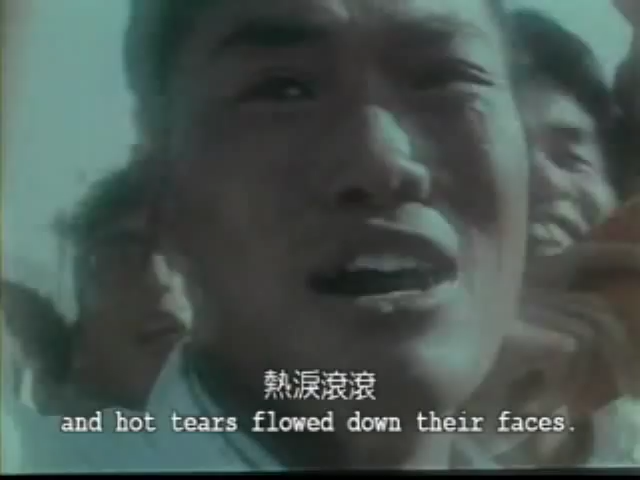 熱淚滾滾
and hot tears flowed down their faces.